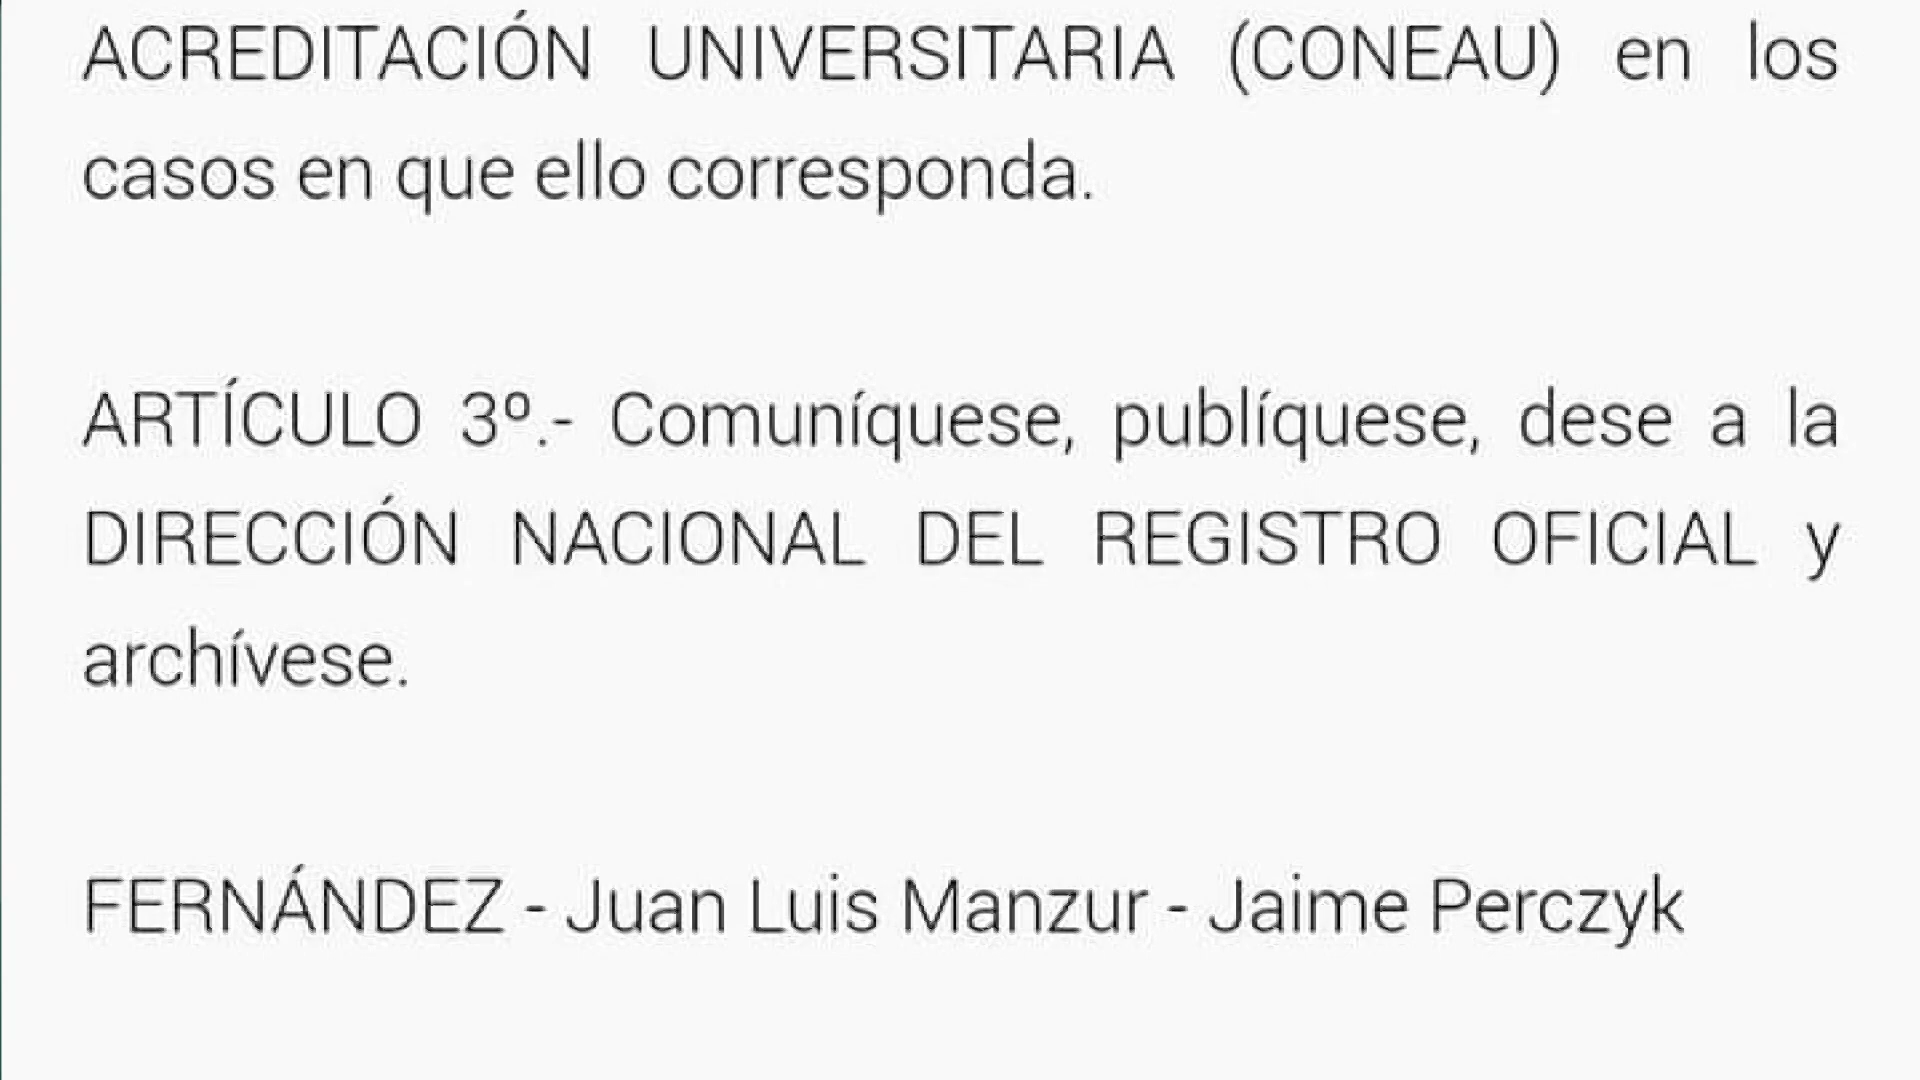 ACREDITACIÓN UNIVERSITARIA (CONEAU) en los
casos en que ello corresponda.
ARTÍCULO 3º.- Comuníquese, publíquese, dese a la
DIRECCIÓN NACIONAL DEL REGISTRO OFICIAL y
archívese.
FERNÁNDEZ - Juan Luis Manzur - Jaime Perczyk